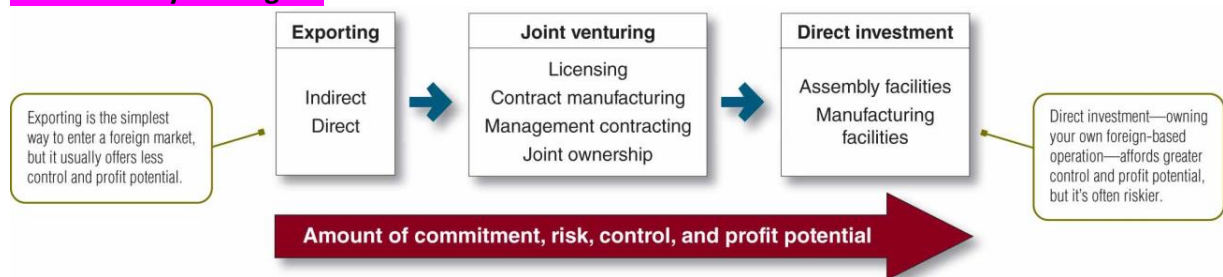 Exporting
Indirect
Direct
Joint venturing
Licensing
Contract manufacturing
Management contracting
Joint ownership
Direct investment
Assembly facilities
Manufacturing
facilities
Exporting is the simplest
way to enter a foreign market,
but it usually offers less
control and profit potential.
Direct investment—owning
your own foreign-based
operation—affords greater
control and profit potential,
but it's often riskier.
Amount of commitment, risk, control, and profit potential